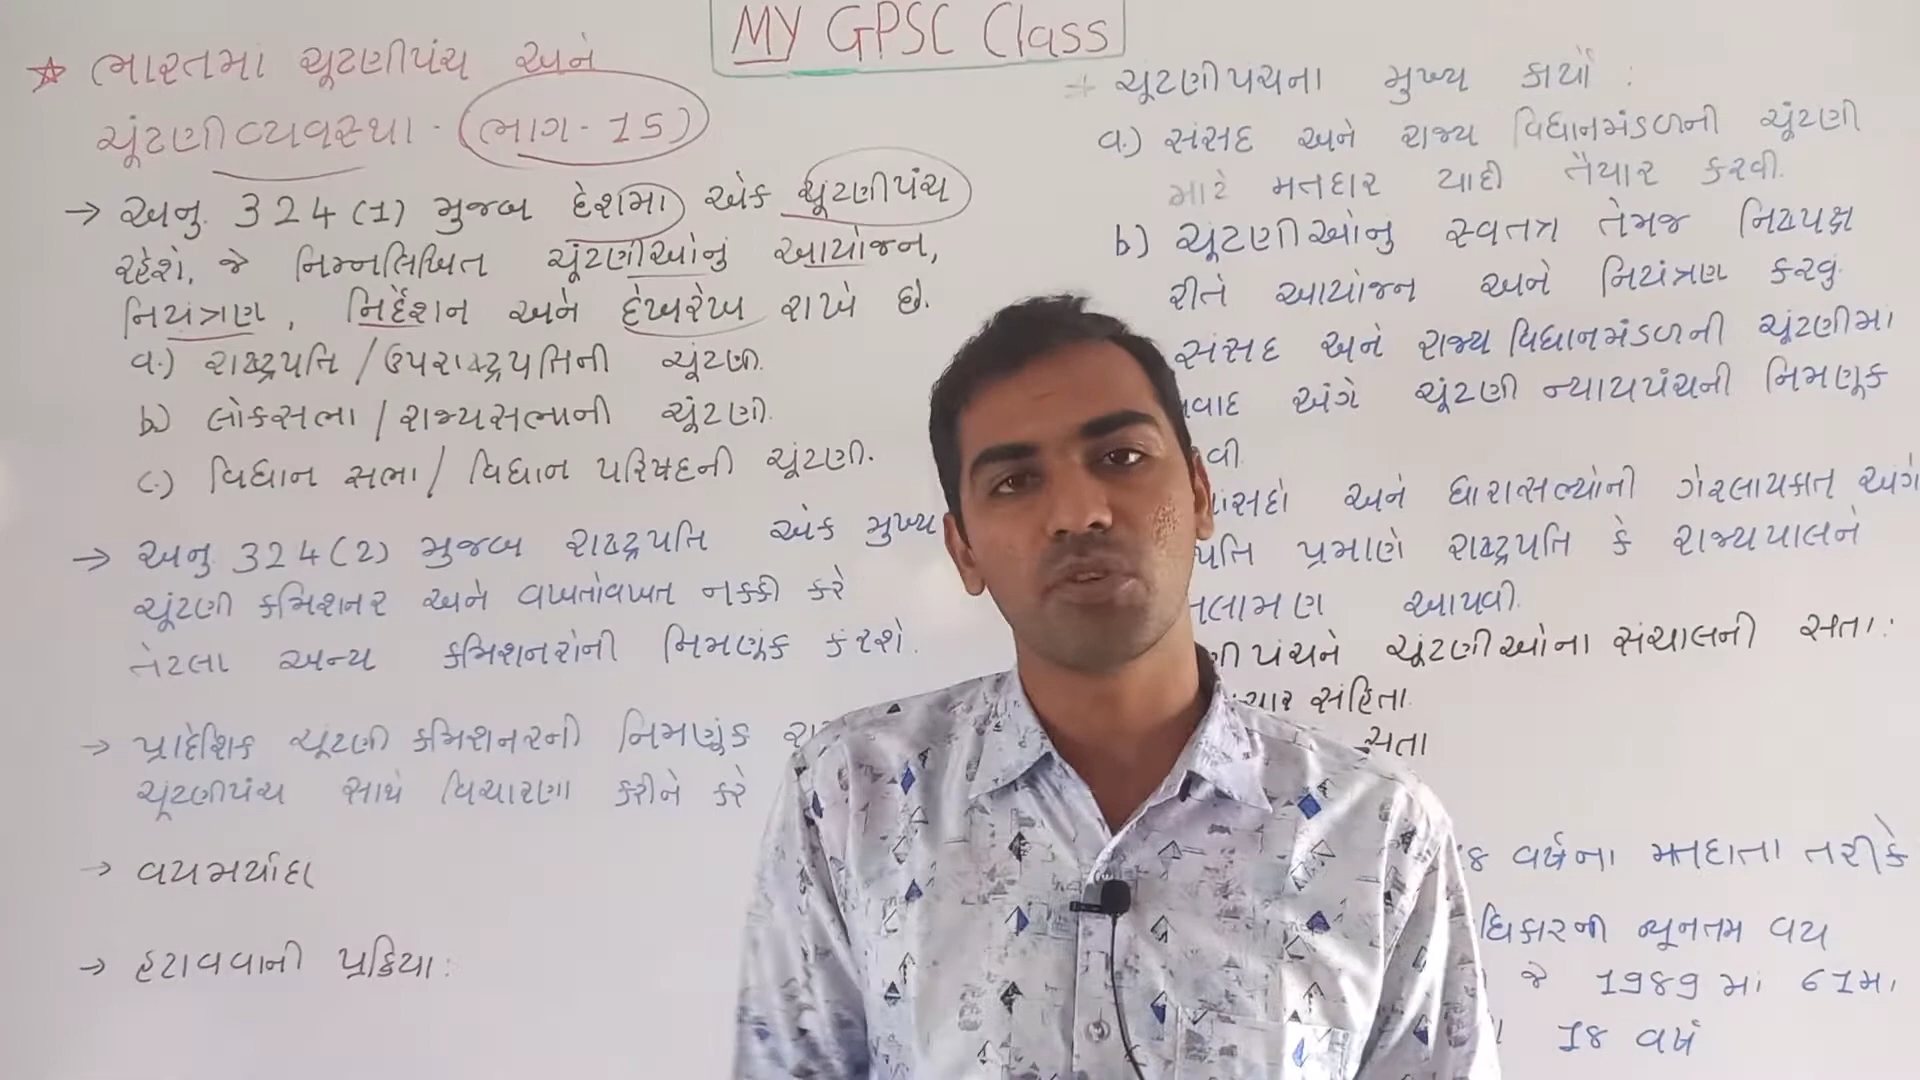 MY GPSC Class
ભારતમાં ચૂંટણીપંચ અને
ચૂંટણીવ્યવસ્થા - (ભાગ-15)
→ અનુ. 324(1) મુજબ દેશમાં એક ચૂંટણીપંચ
રહેશે, જે નિમ્નલિખિત ચૂંટણીઓનું આયોજન,
નિયંત્રણ, નિર્દેશન અને દેખરેખ રાખે છે.
a.) રાષ્ટ્રપતિ / ઉપરાષ્ટ્રપતિની ચૂંટણી.
b.) લોકસભા / રાજ્યસભાની ચૂંટણી.
c.) વિધાન સભા / વિધાન પરિષદની ચૂંટણી.
→ અનુ. 324(2) મુજબ રાષ્ટ્રપતિ એક મુખ્ય
ચૂંટણી કમિશનર અને વખતોવખત નક્કી કરે
તેટલા અન્ય કમિશનરોની નિમણૂંક કરશે.
→ પ્રાદેશિક ચૂંટણી કમિશનરની નિમણુંક રા
ચૂંટણીપંચ સાથે વિચારણા કરીને કરે
→ વયમર્યાદા
→ હટાવવાની પ્રક્રિયા:
* ચૂંટણીપંચના મુખ્ય કાર્યો :
a.) સંસદ અને રાજ્ય વિધાનમંડળની ચૂંટણી
માટે મતદાર યાદી તૈયાર કરવી.
b) ચૂંટણીઓનું સ્વતંત્ર તેમજ નિષ્પક્ષ
રીતે આયોજન અને નિયંત્રણ કરવું.
સંસદ અને રાજ્ય વિધાનમંડળની ચૂંટણીમાં
વાદ અંગે ચૂંટણી ન્યાયપંચની નિમણૂક
વી.
સાંસદો અને ધારાસભ્યોની ગેરલાયકાત અંગે
પતિ પ્રમાણે રાષ્ટ્રપતિ કે રાજ્યપાલને
લામણ આપવી.
ણી પંચને ચૂંટણીઓના સંચાલનની સતા:
ચાર સંહિતા.
સતા
18 વર્ષના મતદાતા તરીકે
ધિકારની ન્યૂનતમ વય
જે 1989 માં 61માં
18 વર્ષ